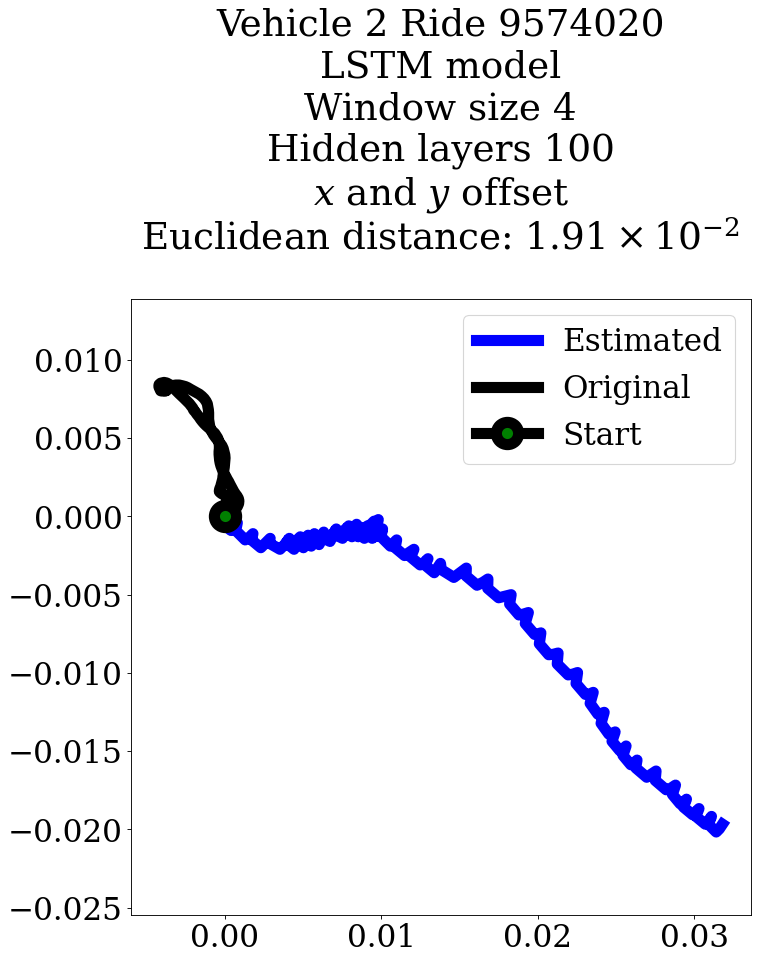 Vehicle 2 Ride 9574020
LSTM model
Window size 4
Hidden layers 100
x and y offset
Euclidean distance: 1.91 × 10⁻²
Estimated
Original
Start
0.010
0.005
0.000
−0.005
−0.010
−0.015
−0.020
−0.025
0.00 0.01 0.02 0.03